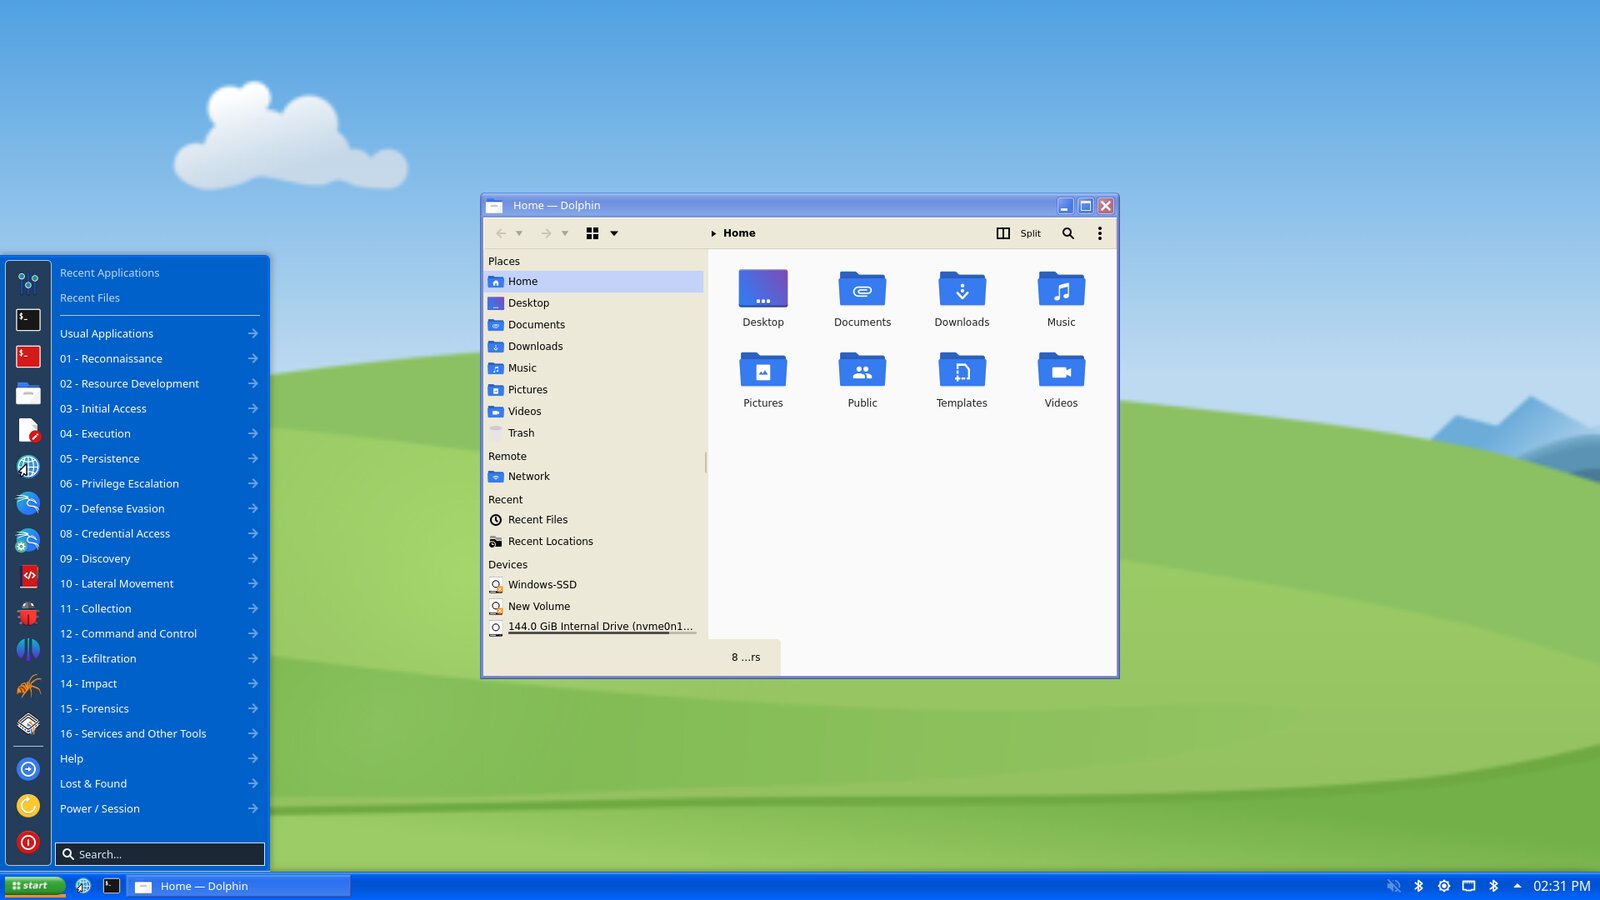 Home — Dolphin
Home
Split
Places
Home
Desktop
Documents
Downloads
Music
Pictures
Videos
Trash
Remote
Network
Recent
Recent Files
Recent Locations
Devices
Windows-SSD
New Volume
144.0 GiB Internal Drive (nvme0n1...
Desktop
Documents
Downloads
Music
Pictures
Public
Templates
Videos
8 ...rs
Recent Applications
Recent Files
Usual Applications
01 - Reconnaissance
02 - Resource Development
03 - Initial Access
04 - Execution
05 - Persistence
06 - Privilege Escalation
07 - Defense Evasion
08 - Credential Access
09 - Discovery
10 - Lateral Movement
11 - Collection
12 - Command and Control
13 - Exfiltration
14 - Impact
15 - Forensics
16 - Services and Other Tools
Help
Lost & Found
Power / Session
Search...
start
Home — Dolphin
02:31 PM